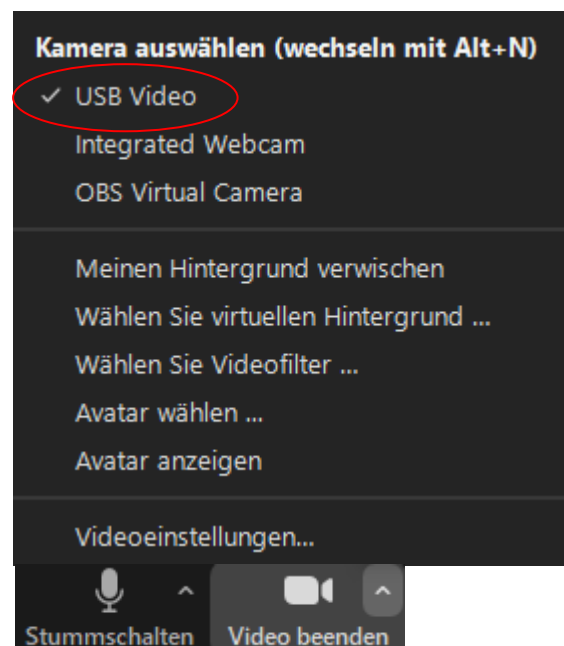 Kamera auswählen (wechseln mit Alt+N)
USB Video
Integrated Webcam
OBS Virtual Camera
Meinen Hintergrund verwischen
Wählen Sie virtuellen Hintergrund ...
Wählen Sie Videofilter ...
Avatar wählen ...
Avatar anzeigen
Videoeinstellungen...
Stummschalten Video beenden